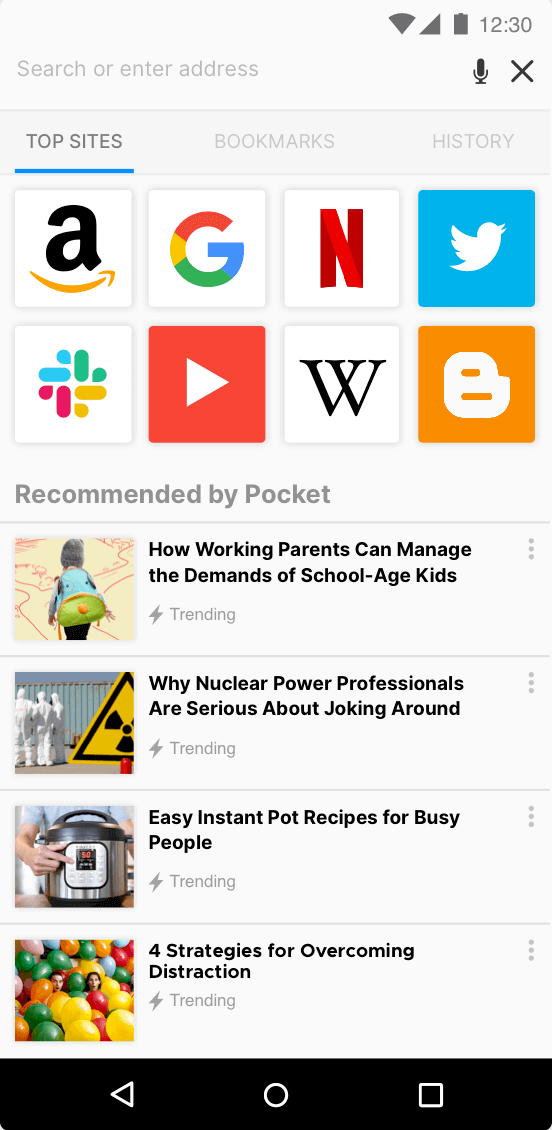 12:30
Search or enter address
TOP SITES
BOOKMARKS
HISTORY
Recommended by Pocket
How Working Parents Can Manage
the Demands of School-Age Kids
Trending
Why Nuclear Power Professionals
Are Serious About Joking Around
Trending
Easy Instant Pot Recipes for Busy
People
Trending
4 Strategies for Overcoming
Distraction
Trending